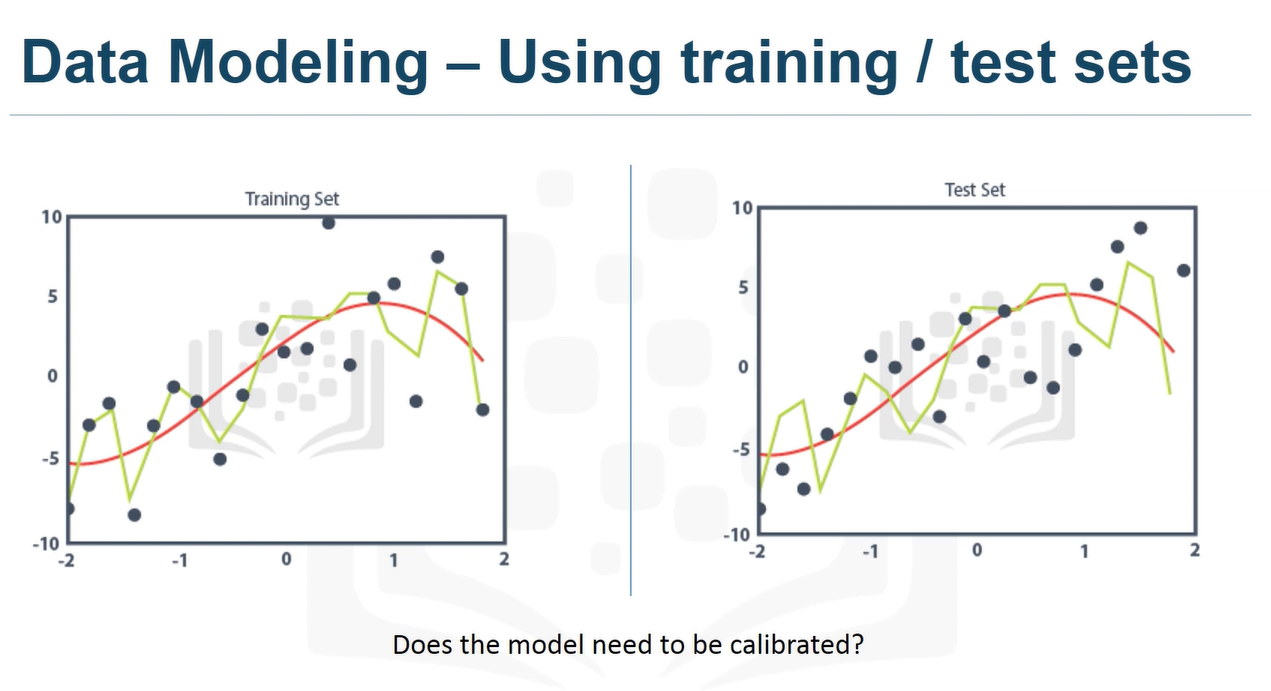 Data Modeling – Using training / test sets
Training Set
10
5
0
-5
-10
-2 -1 0 1 2
Test Set
10
5
0
-5
-10
-2 -1 0 1 2
Does the model need to be calibrated?